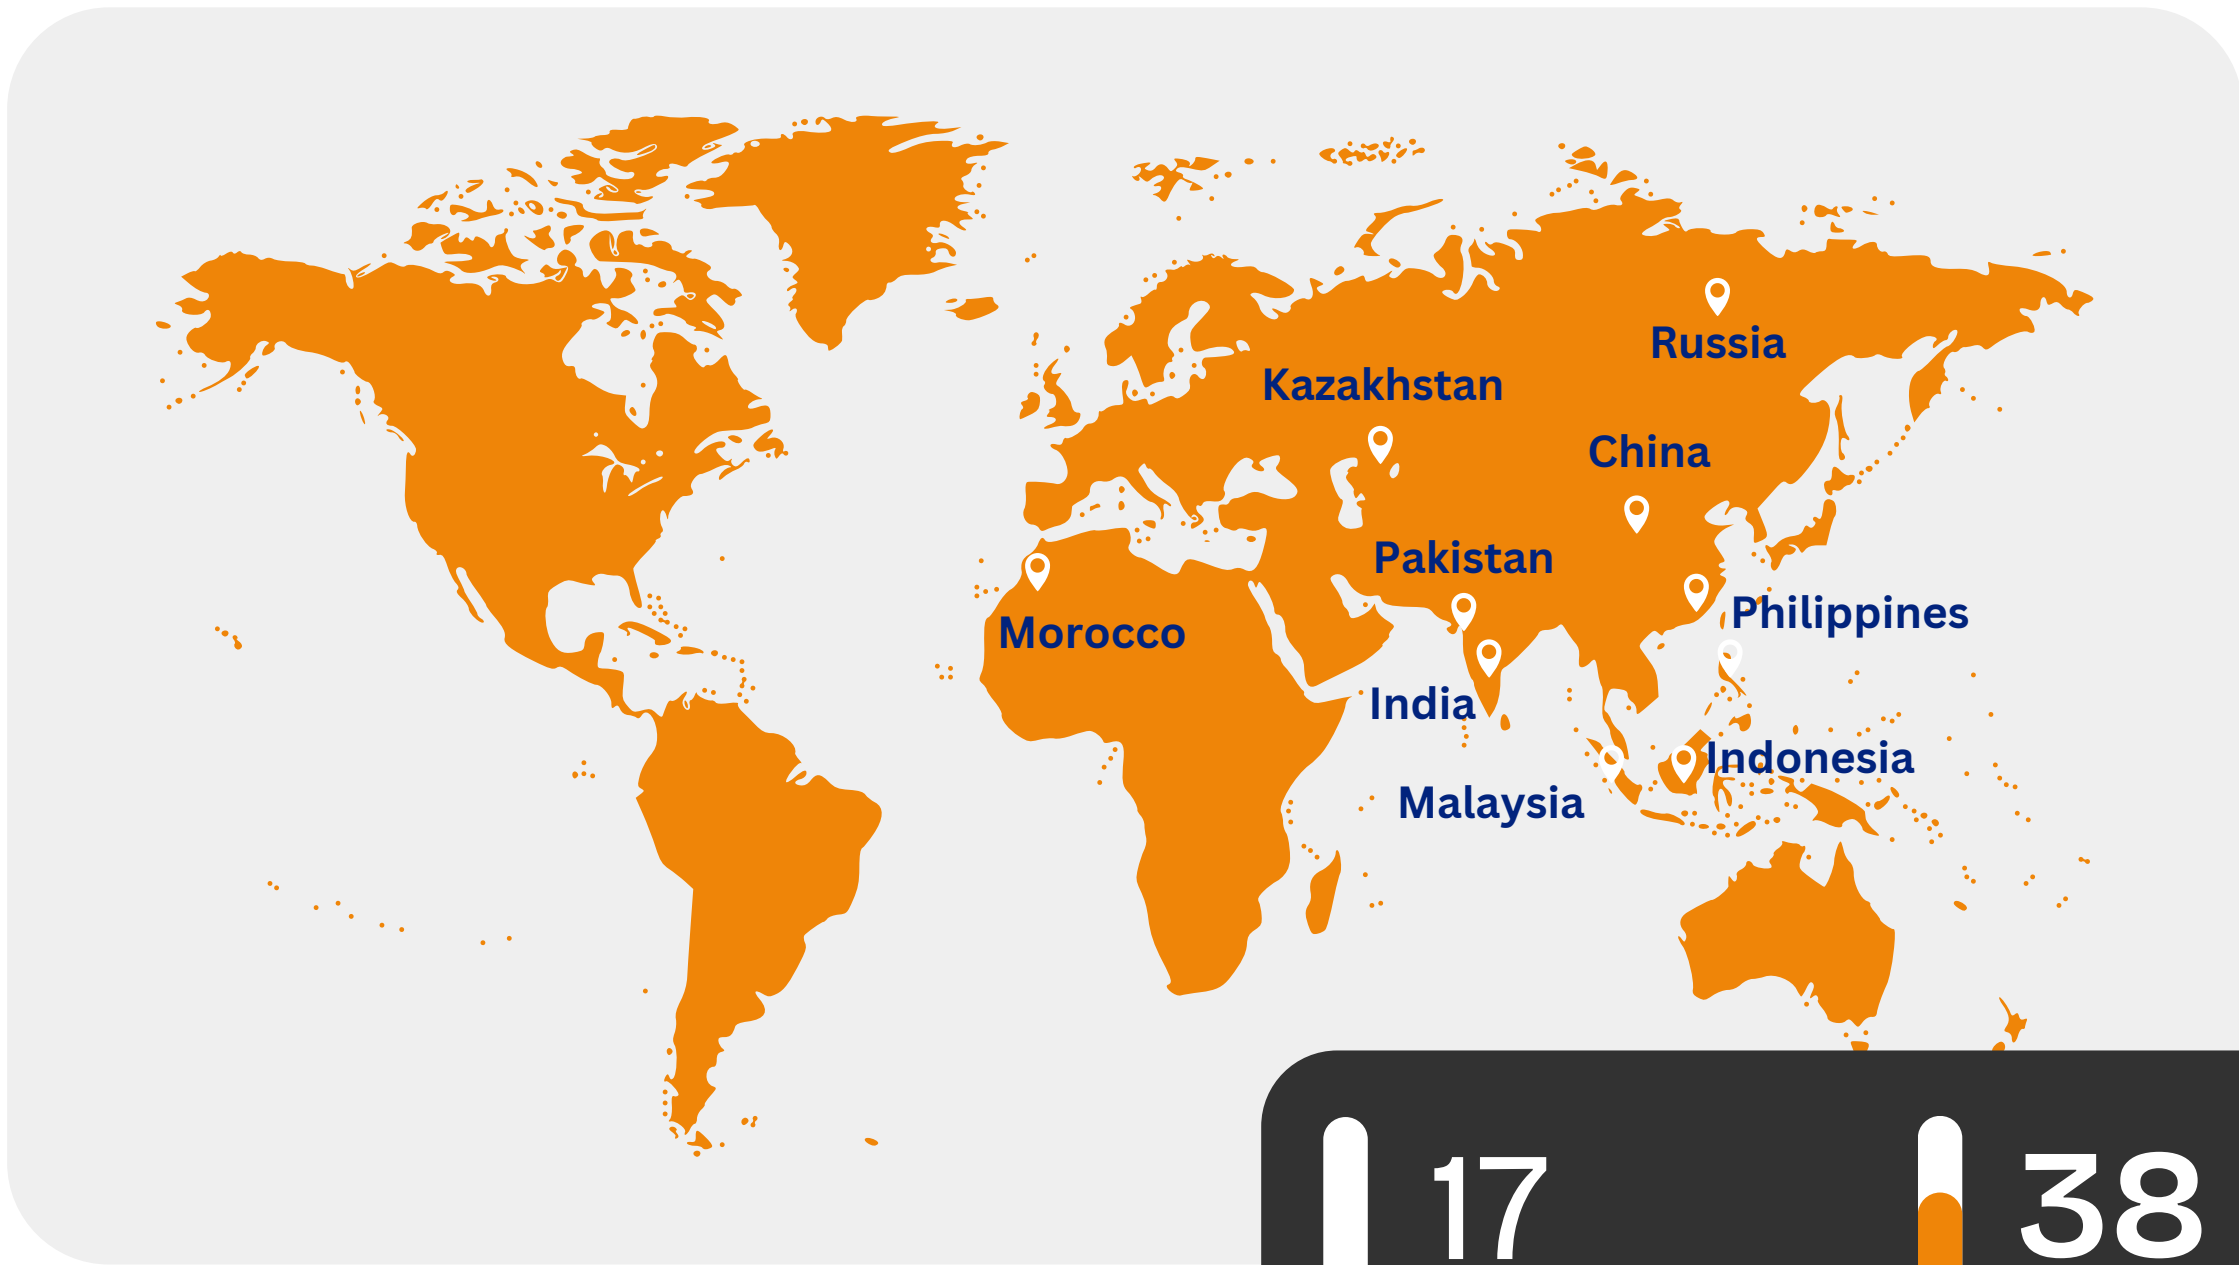 Russia
Kazakhstan
China
Pakistan
Philippines
Morocco
India
Indonesia
Malaysia
17
38